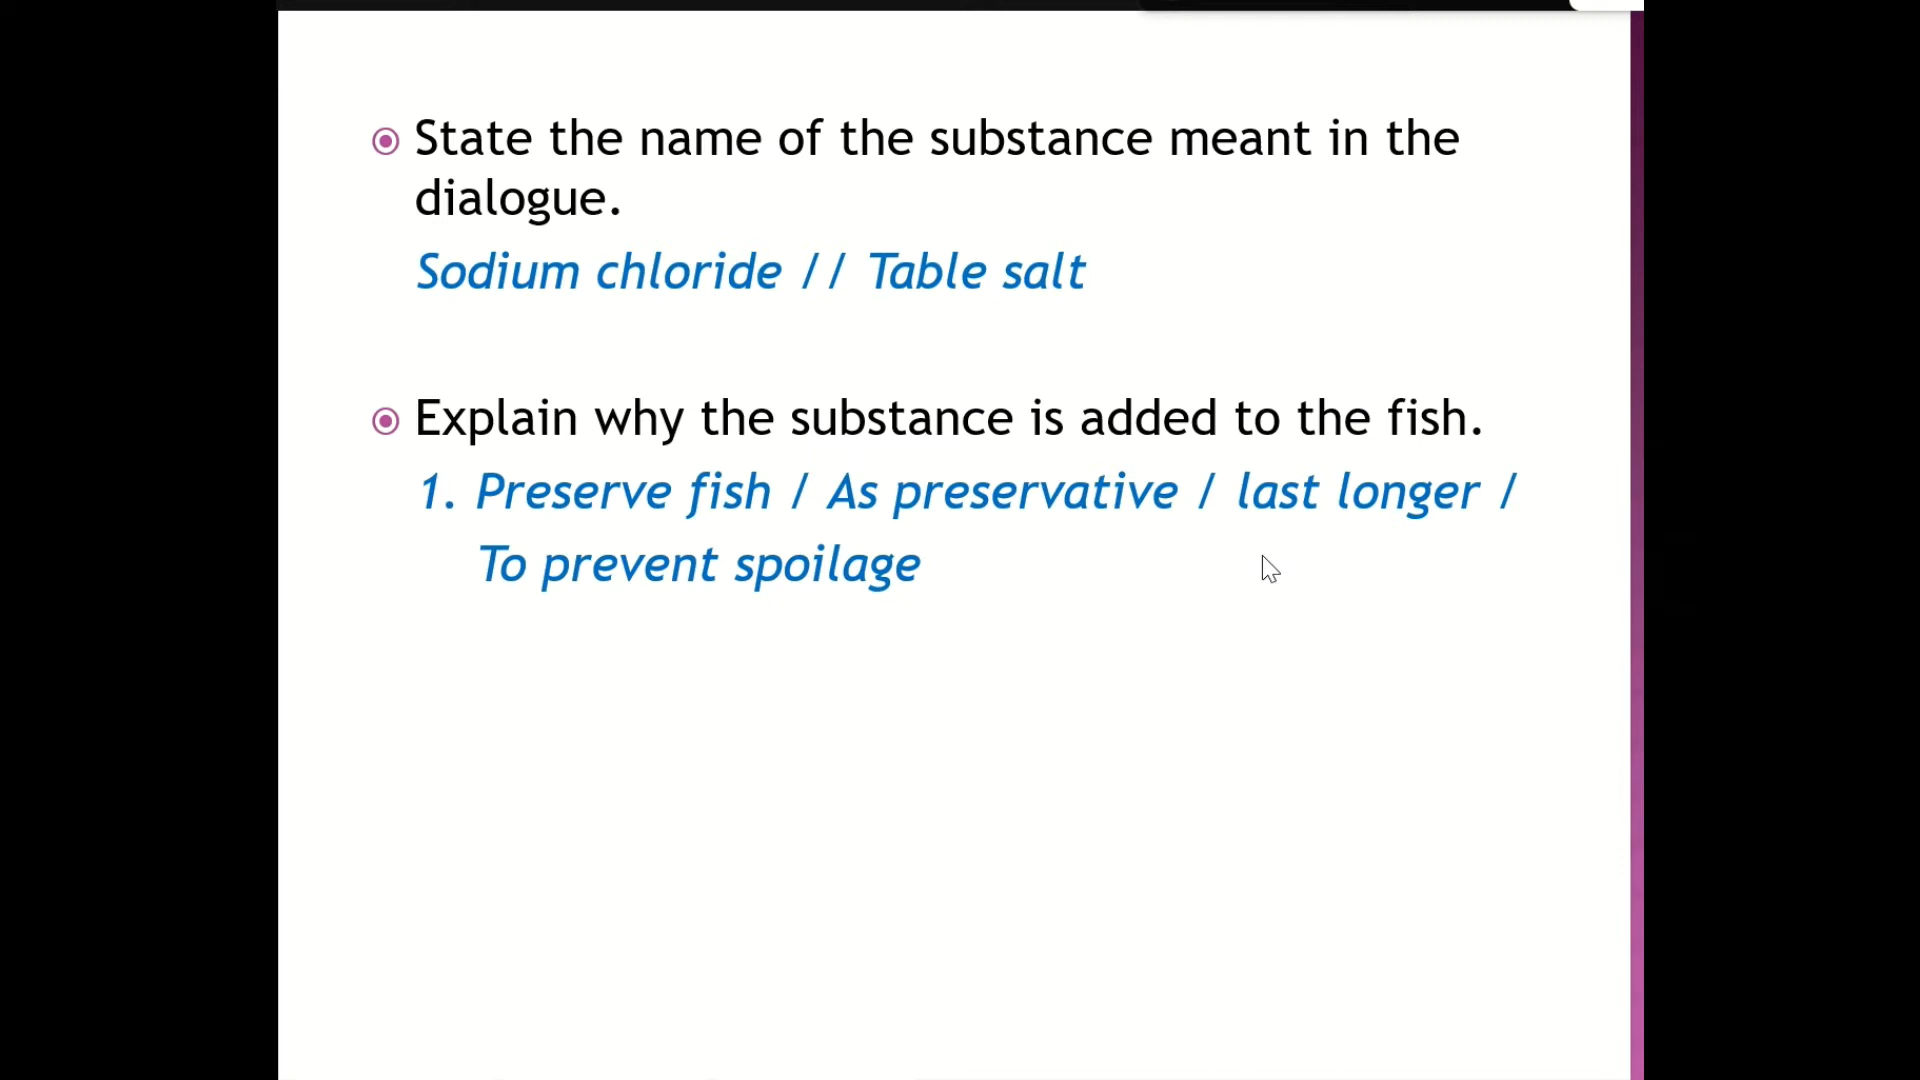 State the name of the substance meant in the
dialogue.
Sodium chloride // Table salt
Explain why the substance is added to the fish.
1. Preserve fish / As preservative / last longer /
To prevent spoilage